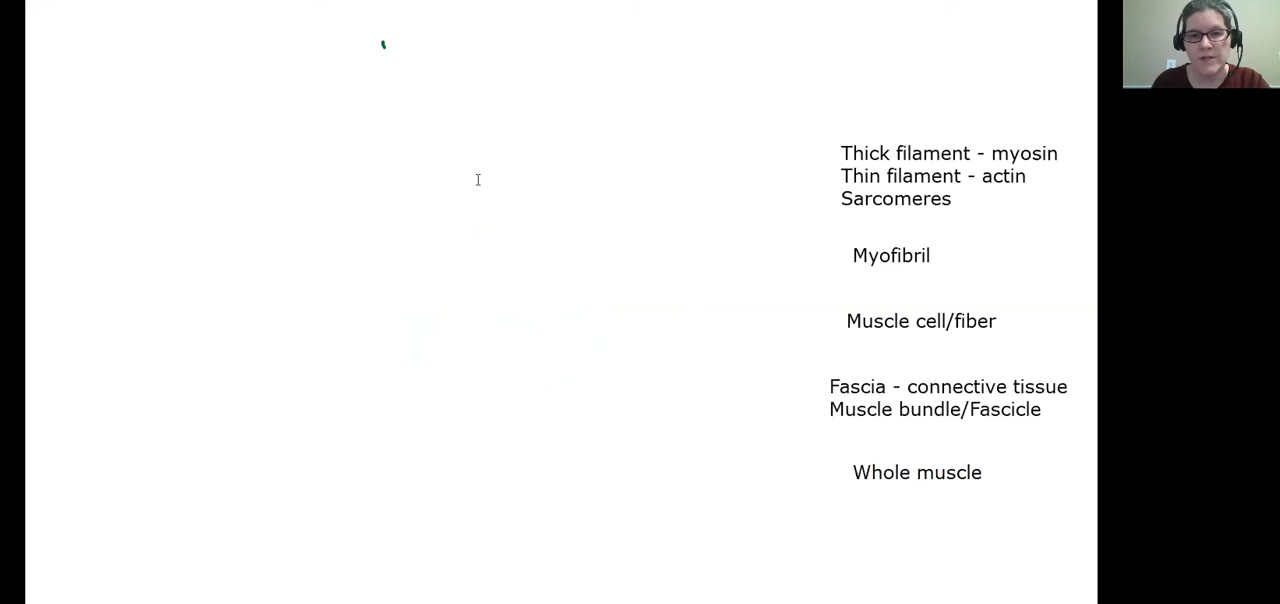 Thick filament - myosin
Thin filament - actin
Sarcomeres
Myofibril
Muscle cell/fiber
Fascia - connective tissue
Muscle bundle/Fascicle
Whole muscle